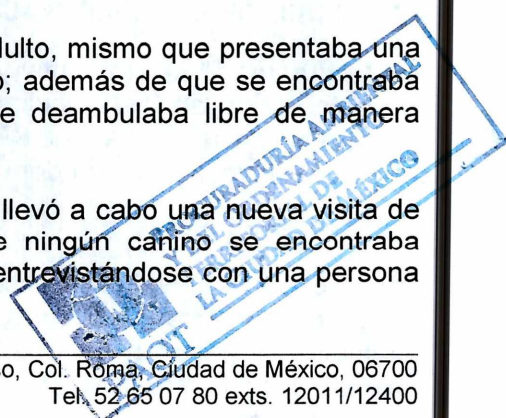 dulto, mismo que presentaba una
o; además de que se encontraba
e deambulaba libre de manera
llevó a cabo una nueva visita de
e ningún canino se encontraba
entrevistándose con una persona
PROCURADURÍA AMBIENTAL
Y DEL ORDENAMIENTO
TERRITORIAL DE
LA CIUDAD DE MÉXICO
PAOT
so, Col. Roma, Ciudad de México, 06700
Tel. 52 65 07 80 exts. 12011/12400